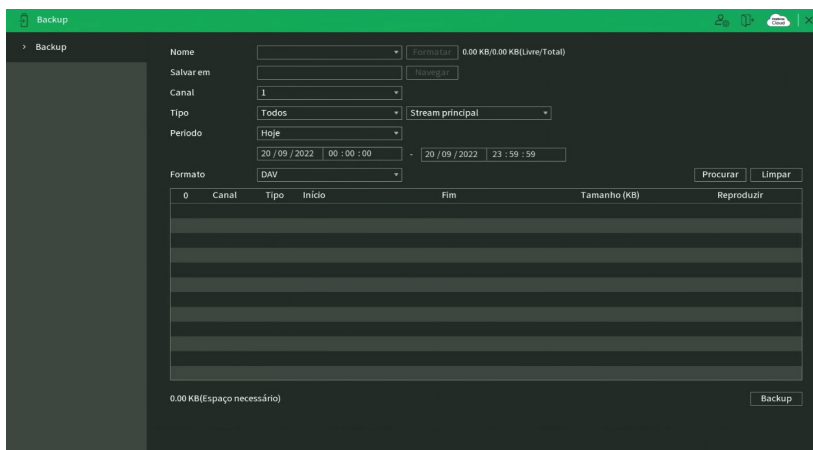 Backup
Cloud
> Backup
Nome
Formatar
0.00 KB/0.00 KB(Livre/Total)
Salvar em
Navegar
Canal
1
Tipo
Todos
Stream principal
Periodo
Hoje
20 / 09 / 2022 00 : 00 : 00 - 20 / 09 / 2022 23 : 59 : 59
Formato
DAV
Procurar
Limpar
0 Canal Tipo Início Fim Tamanho (KB) Reproduzir
0.00 KB(Espaço necessário)
Backup